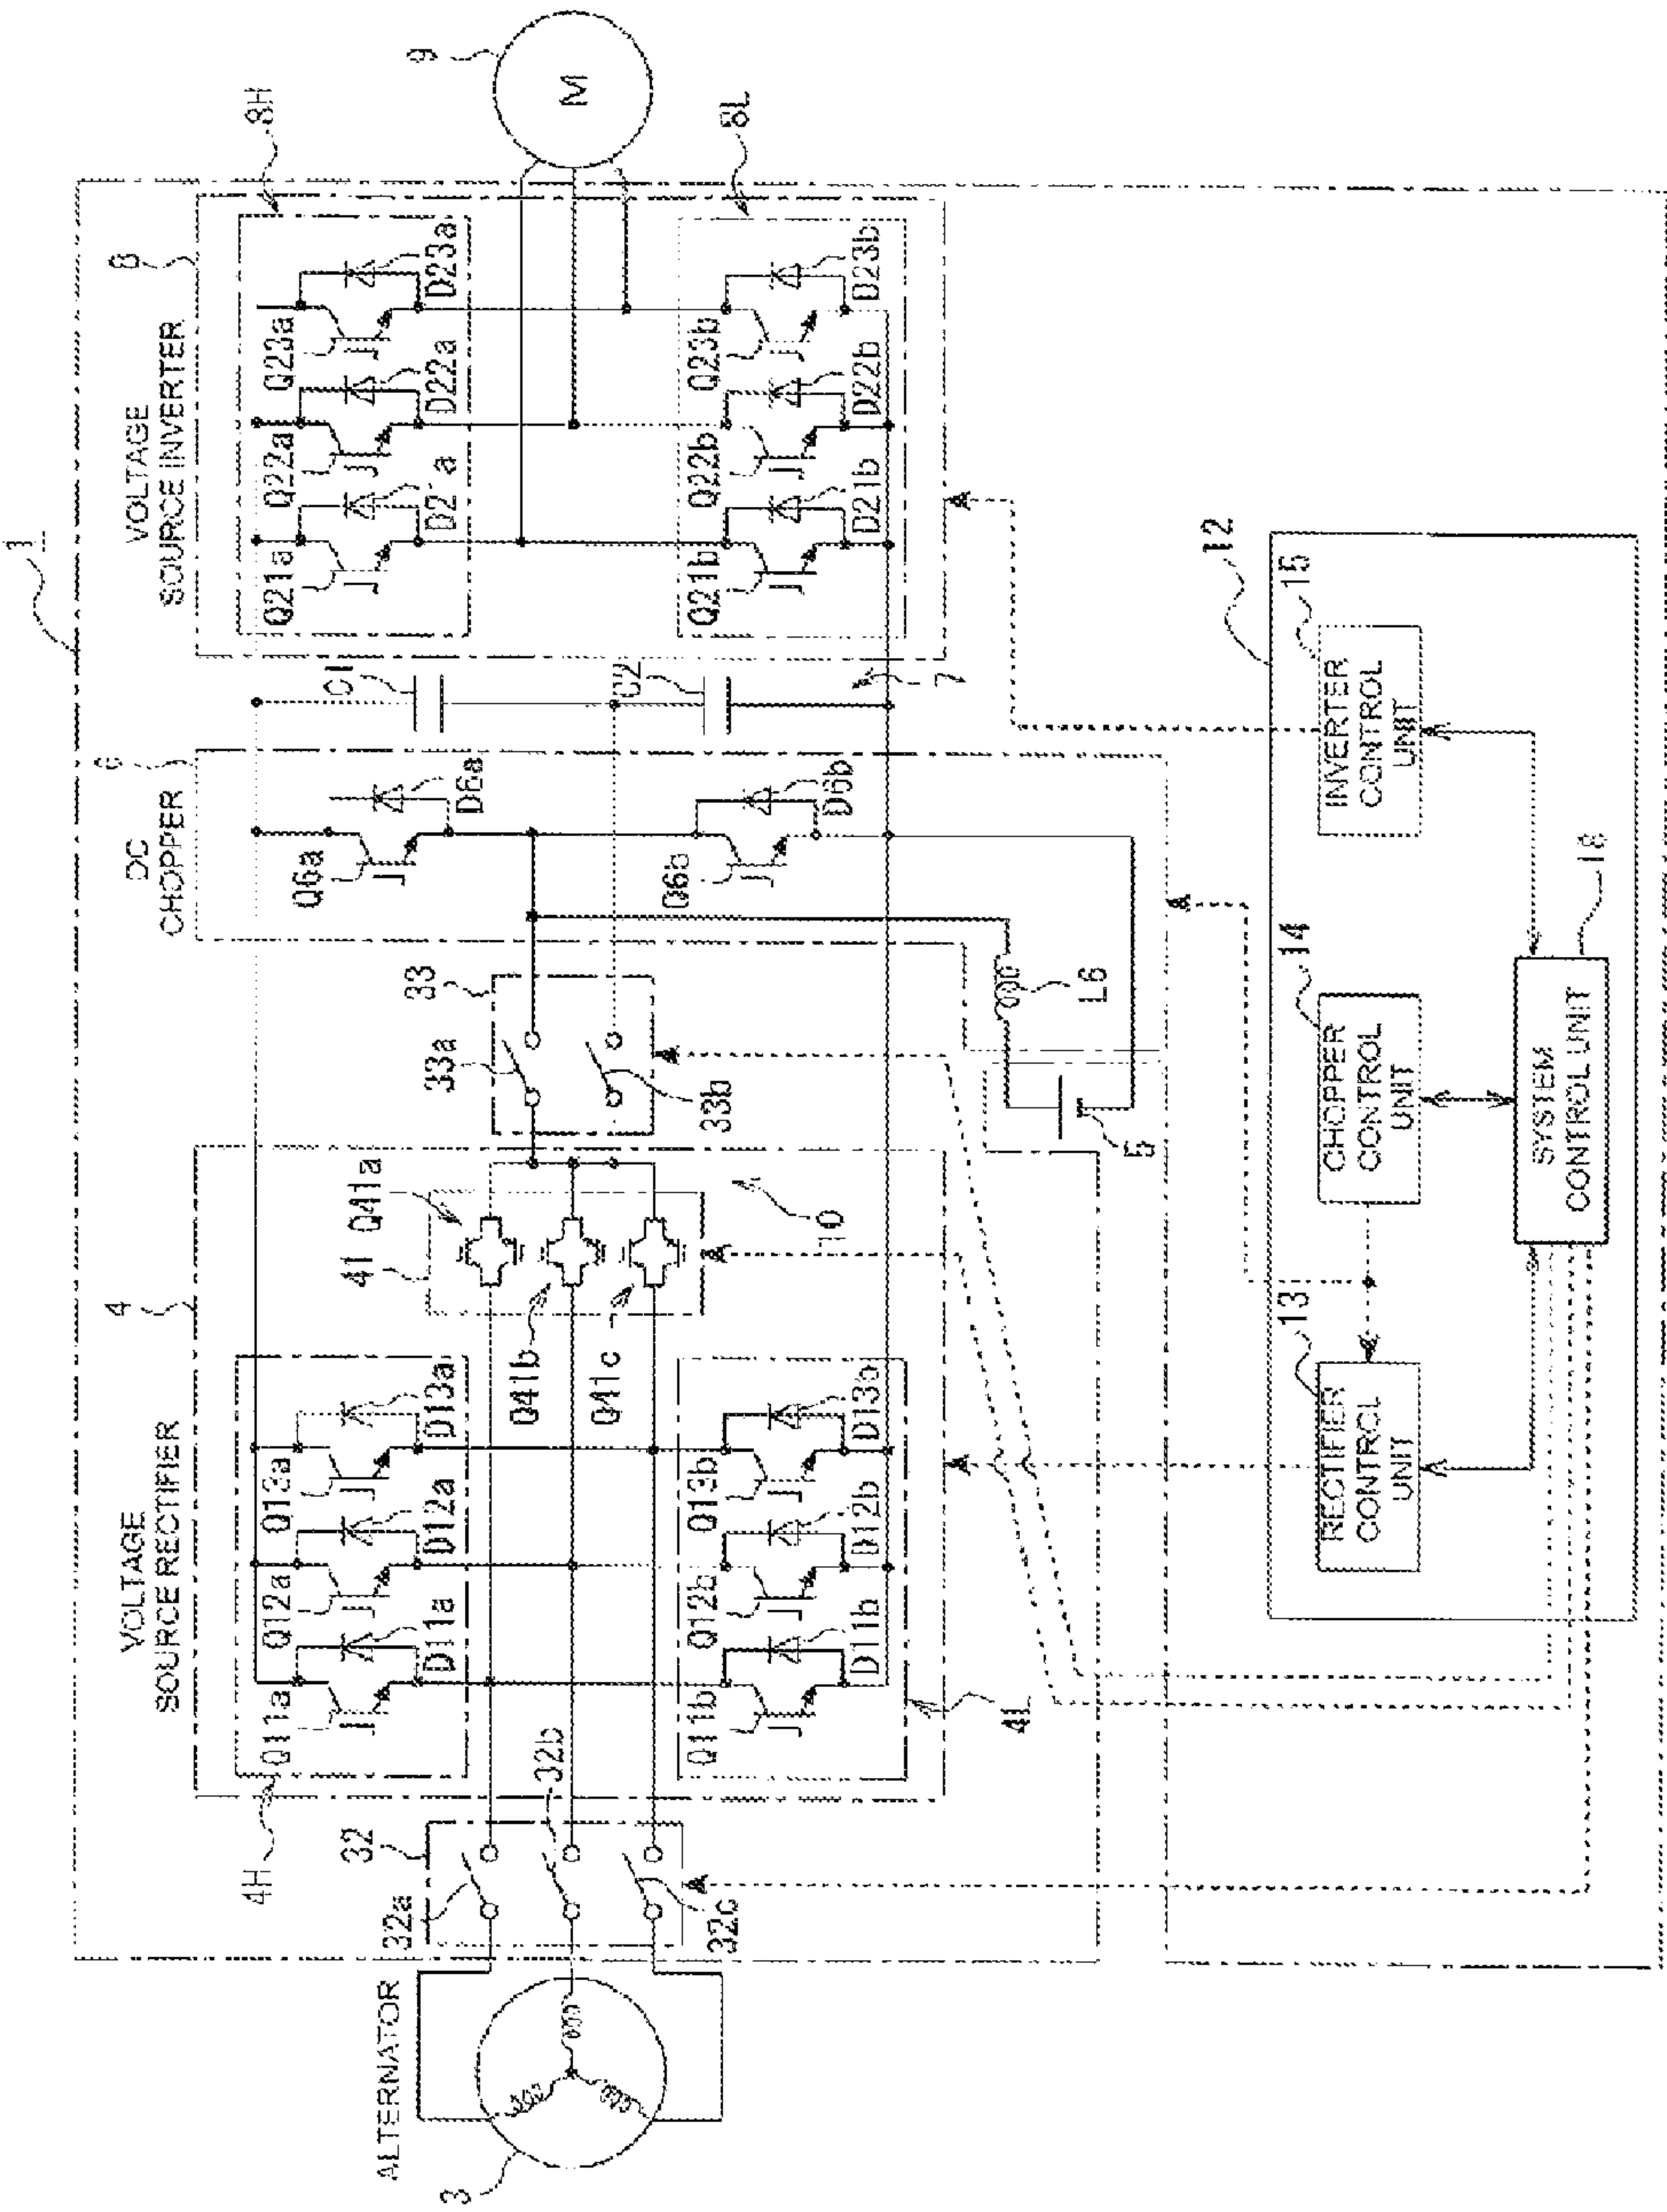 1
VOLTAGE
SOURCE RECTIFIER
4
DC
CHOPPER
6
VOLTAGE
SOURCE INVERTER
8
4H
Q11a
D11a
Q12a
D12a
Q13a
D13a
Q6a
D6a
C1
Q21a
D2 a
Q22a
D22a
Q23a
D23a
8H
9
M
ALTERNATOR
3
32
32a
32b
32c
41
Q41a
Q41b
Q41c
10
33
33a
33b
Q6b
D6b
C2
7
Q11b
D11b
Q12b
D12b
Q13b
D13b
4L
Q21b
D21b
Q22b
D22b
Q23b
D23b
8L
5
L6
12
13
RECTIFIER
CONTROL
UNIT
14
CHOPPER
CONTROL
UNIT
15
INVERTER
CONTROL
UNIT
SYSTEM
CONTROL UNIT